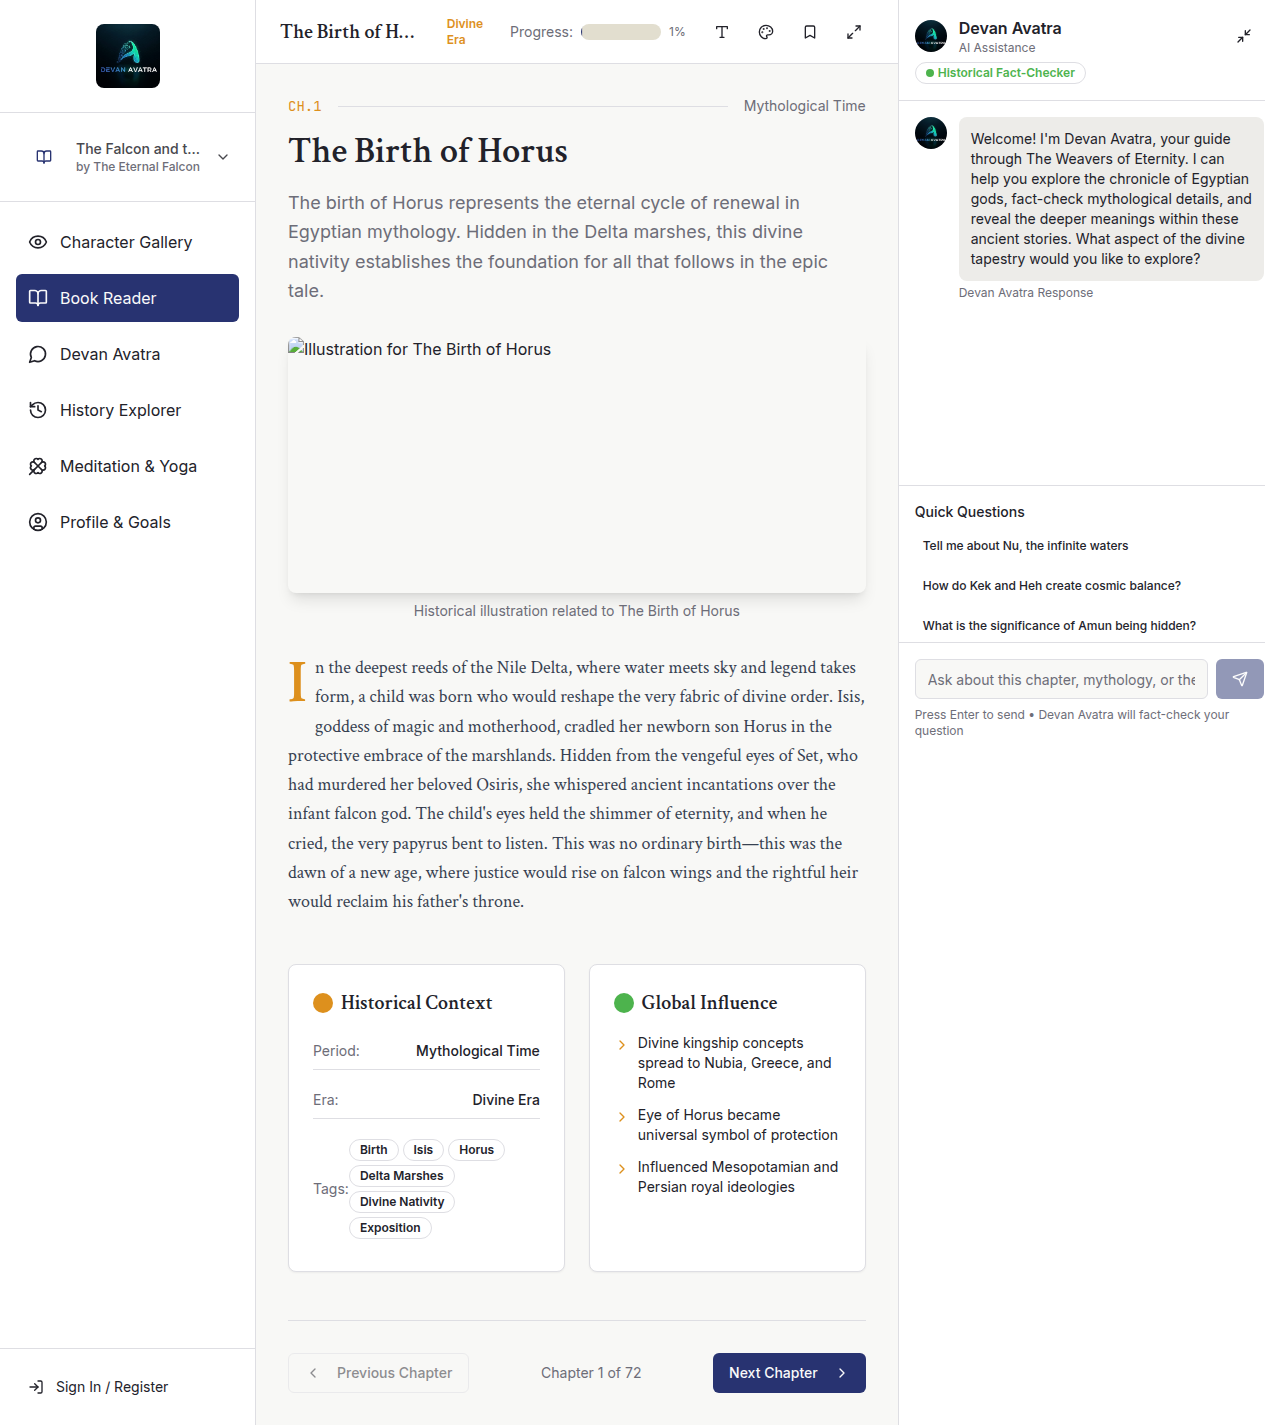 DEVAN AVATRA
The Falcon and t...
by The Eternal Falcon
Character Gallery
Book Reader
Devan Avatra
History Explorer
Meditation & Yoga
Profile & Goals
Sign In / Register
The Birth of H...
Divine
Era
Progress:
1%
CH.1
Mythological Time
The Birth of Horus
The birth of Horus represents the eternal cycle of renewal in
Egyptian mythology. Hidden in the Delta marshes, this divine
nativity establishes the foundation for all that follows in the epic
tale.
Illustration for The Birth of Horus
Historical illustration related to The Birth of Horus
In the deepest reeds of the Nile Delta, where water meets sky and legend takes
form, a child was born who would reshape the very fabric of divine order. Isis,
goddess of magic and motherhood, cradled her newborn son Horus in the
protective embrace of the marshlands. Hidden from the vengeful eyes of Set, who
had murdered her beloved Osiris, she whispered ancient incantations over the
infant falcon god. The child's eyes held the shimmer of eternity, and when he
cried, the very papyrus bent to listen. This was no ordinary birth—this was the
dawn of a new age, where justice would rise on falcon wings and the rightful heir
would reclaim his father's throne.
Historical Context
Period:
Mythological Time
Era:
Divine Era
Tags:
Birth
Isis
Horus
Delta Marshes
Divine Nativity
Exposition
Global Influence
Divine kingship concepts
spread to Nubia, Greece, and
Rome
Eye of Horus became
universal symbol of protection
Influenced Mesopotamian and
Persian royal ideologies
Previous Chapter
Chapter 1 of 72
Next Chapter
Devan Avatra
AI Assistance
Historical Fact-Checker
Welcome! I'm Devan Avatra, your guide
through The Weavers of Eternity. I can
help you explore the chronicle of Egyptian
gods, fact-check mythological details, and
reveal the deeper meanings within these
ancient stories. What aspect of the divine
tapestry would you like to explore?
Devan Avatra Response
Quick Questions
Tell me about Nu, the infinite waters
How do Kek and Heh create cosmic balance?
What is the significance of Amun being hidden?
Ask about this chapter, mythology, or the
Press Enter to send • Devan Avatra will fact-check your
question